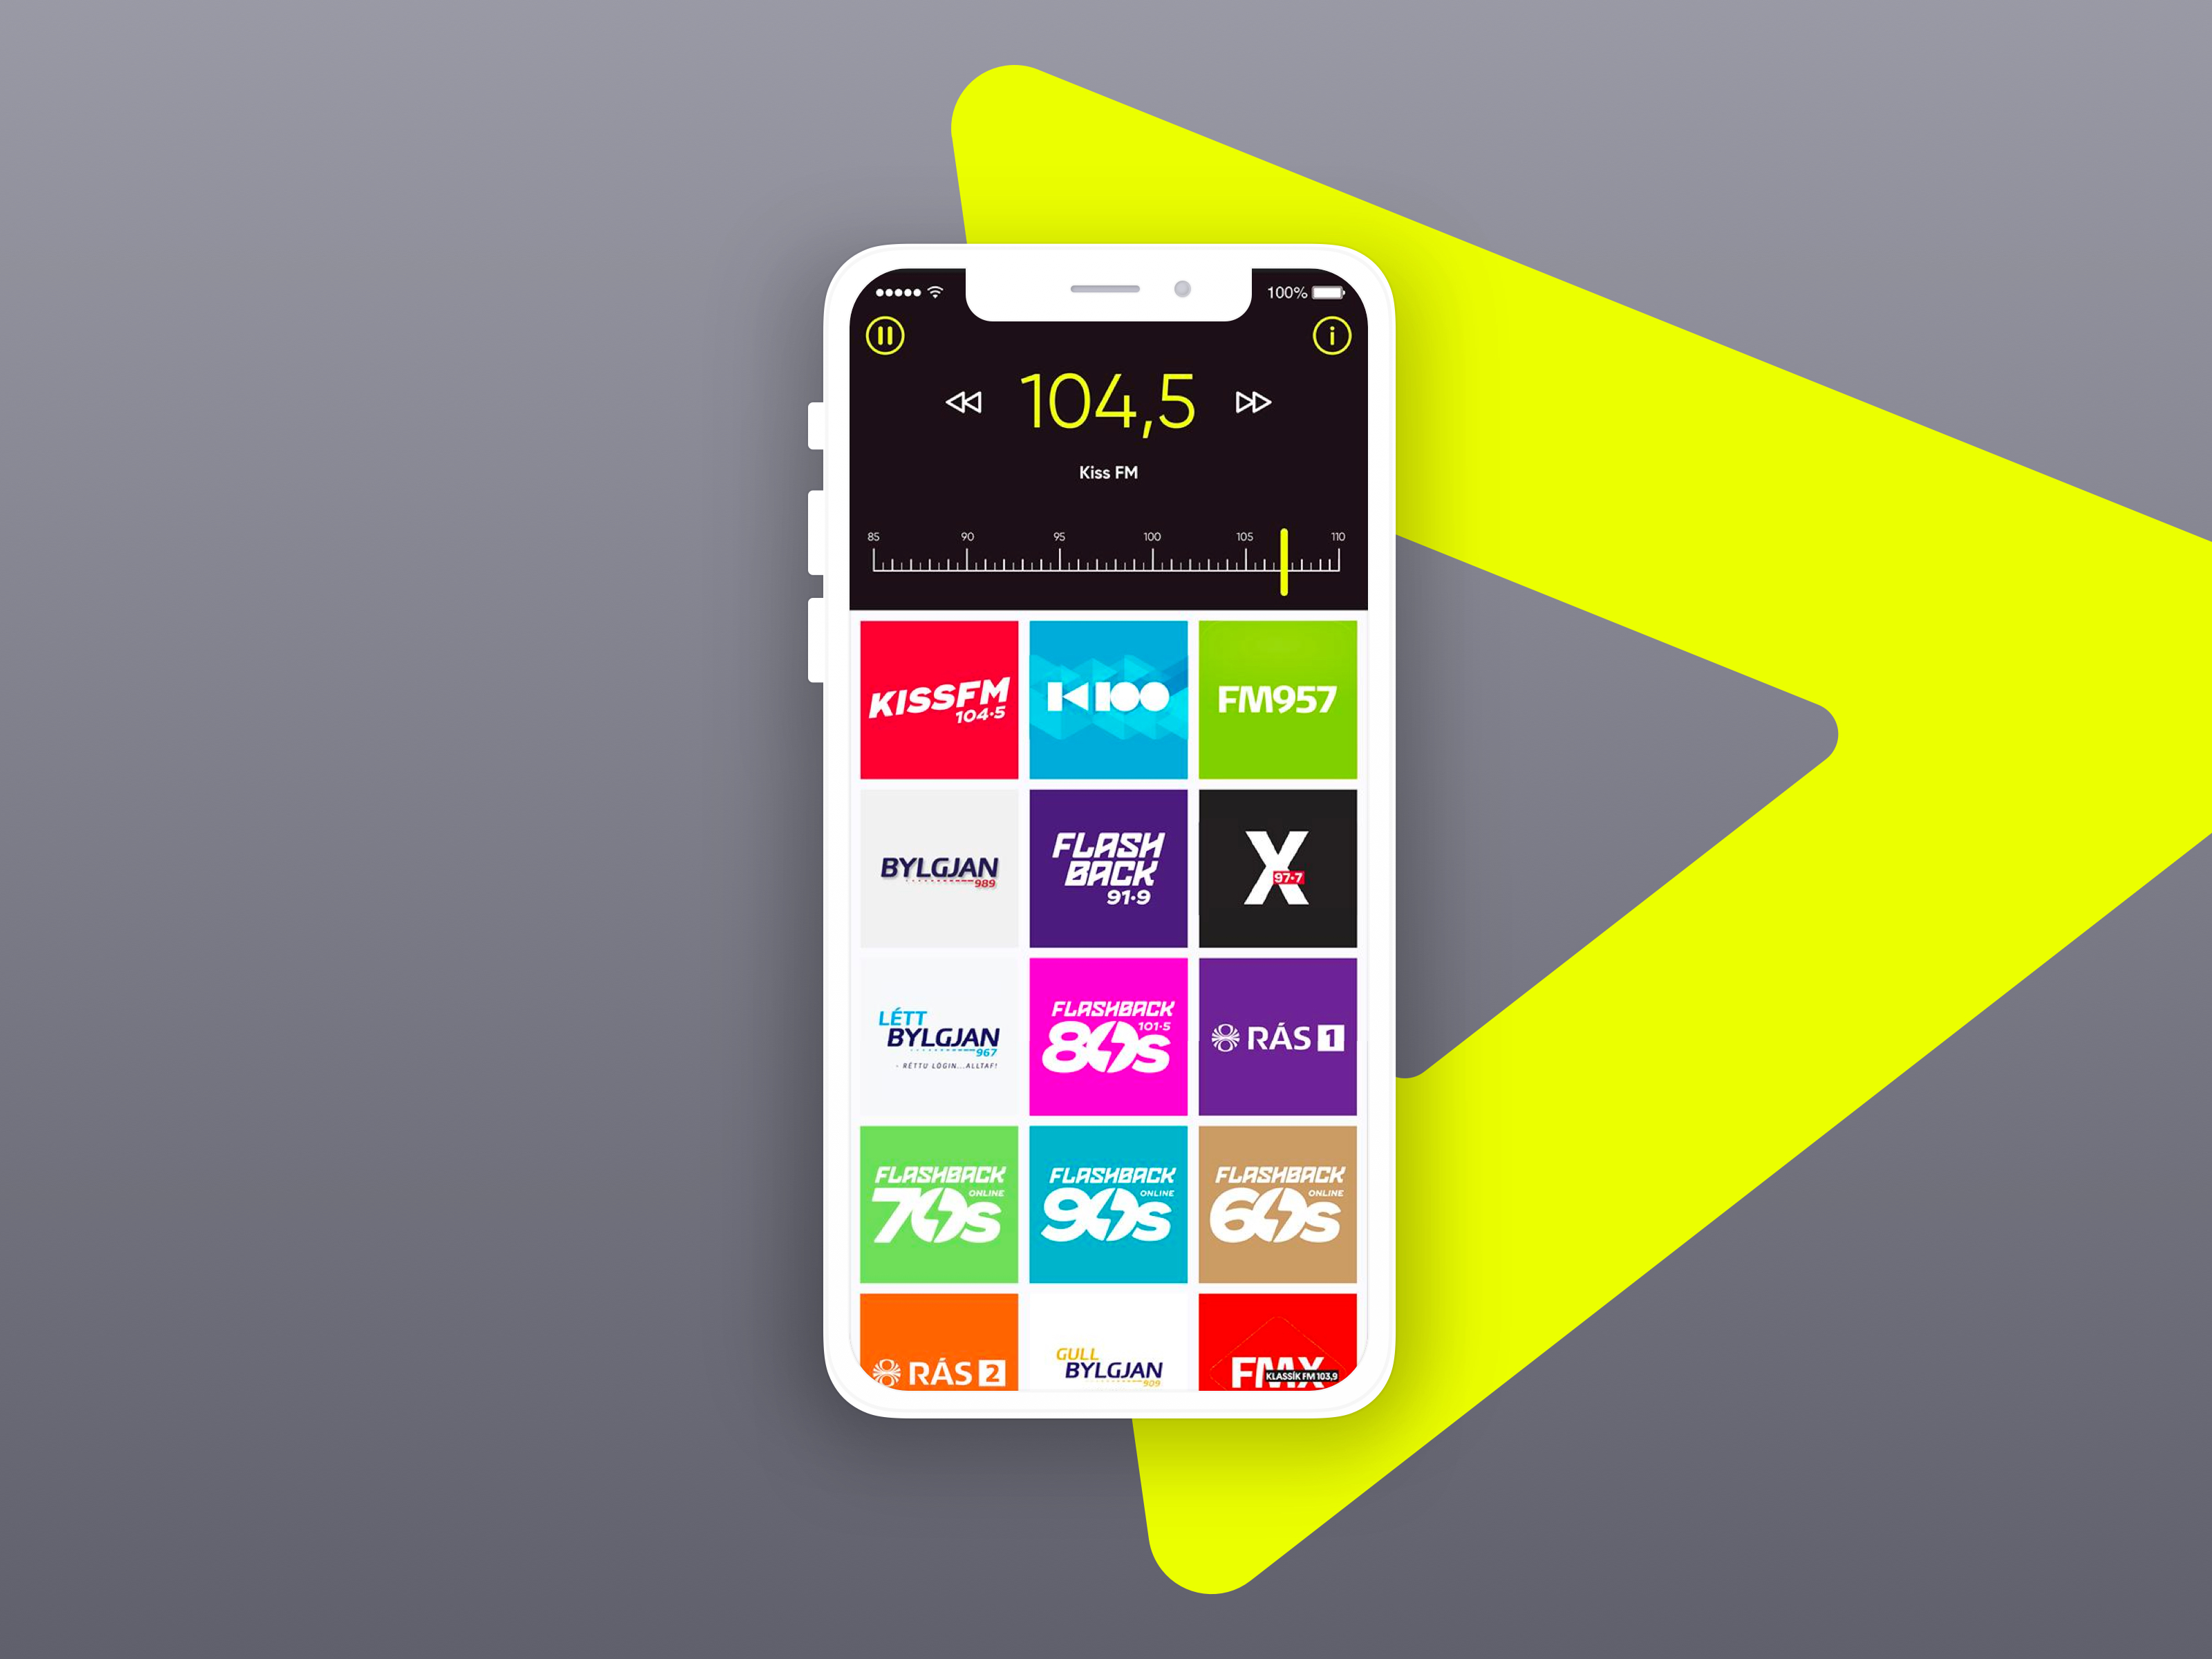 100%
104,5
Kiss FM
85 90 95 100 105 110
KISSFM
104·5
K100
FM957
BYLGJAN
989
FLASH
BACK
91·9
X
97·7
LÉTT
BYLGJAN
967
- RÉTTU LÖGIN...ALLTAF!
FLASHBACK
101·5
80s
RÁS 1
FLASHBACK
ONLINE
70s
FLASHBACK
ONLINE
90s
FLASHBACK
ONLINE
60s
RÁS 2
GULL
BYLGJAN
909
FMX
KLASSÍK FM 103,9